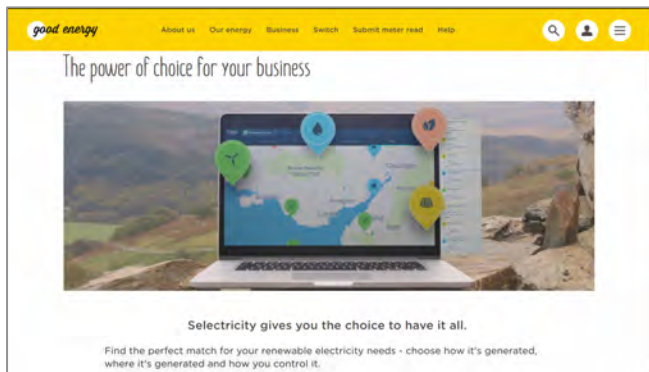 good energy
About us Our energy Business Switch Submit meter read Help
The power of choice for your business
Selectricity gives you the choice to have it all.
Find the perfect match for your renewable electricity needs - choose how it's generated,
where it's generated and how you control it.